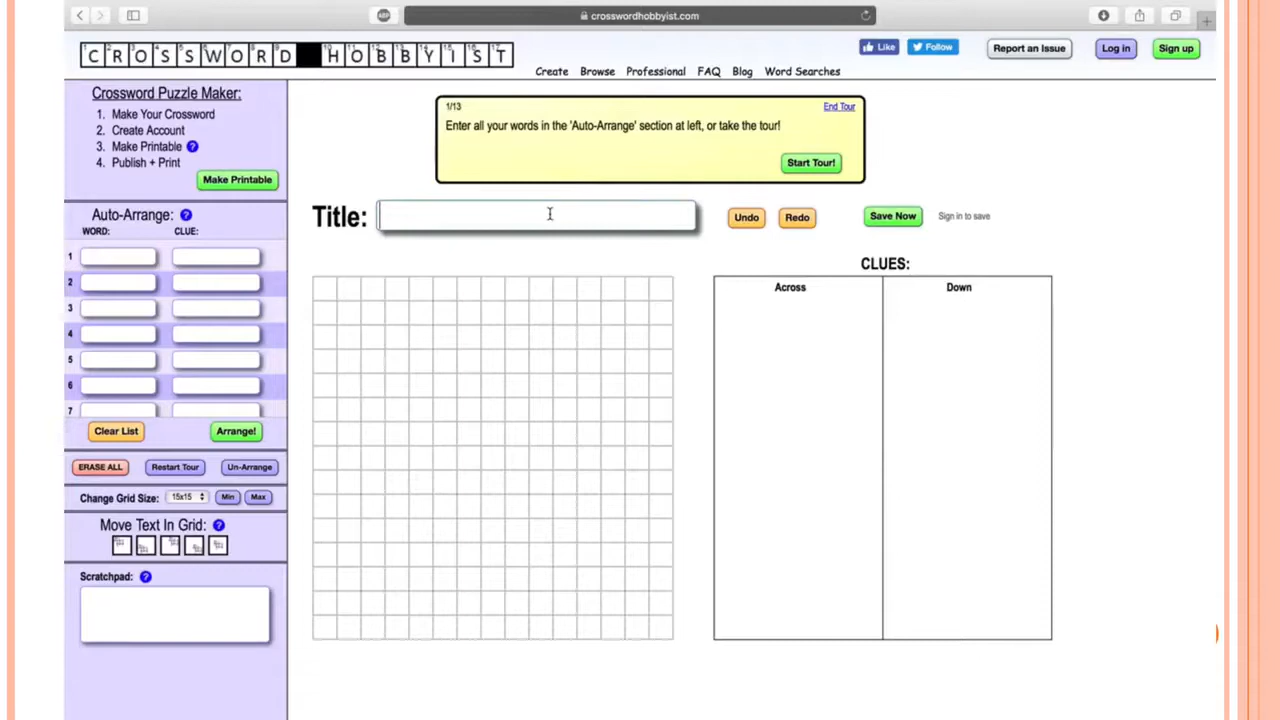 crosswordhobbyist.com
CROSSWORD HOBBYIST
Like
Follow
Report an Issue
Log in
Sign up
Create Browse Professional FAQ Blog Word Searches
Crossword Puzzle Maker:
1. Make Your Crossword
2. Create Account
3. Make Printable ?
4. Publish + Print
Make Printable
1/13
End Tour
Enter all your words in the 'Auto-Arrange' section at left, or take the tour!
Start Tour!
Auto-Arrange: ?
WORD: CLUE:
1
2
3
4
5
6
7
Clear List
Arrange!
ERASE ALL
Restart Tour
Un-Arrange
Change Grid Size: 15x15 Min Max
Move Text In Grid: ?
Scratchpad: ?
Title:
Undo
Redo
Save Now
Sign in to save
CLUES:
Across
Down